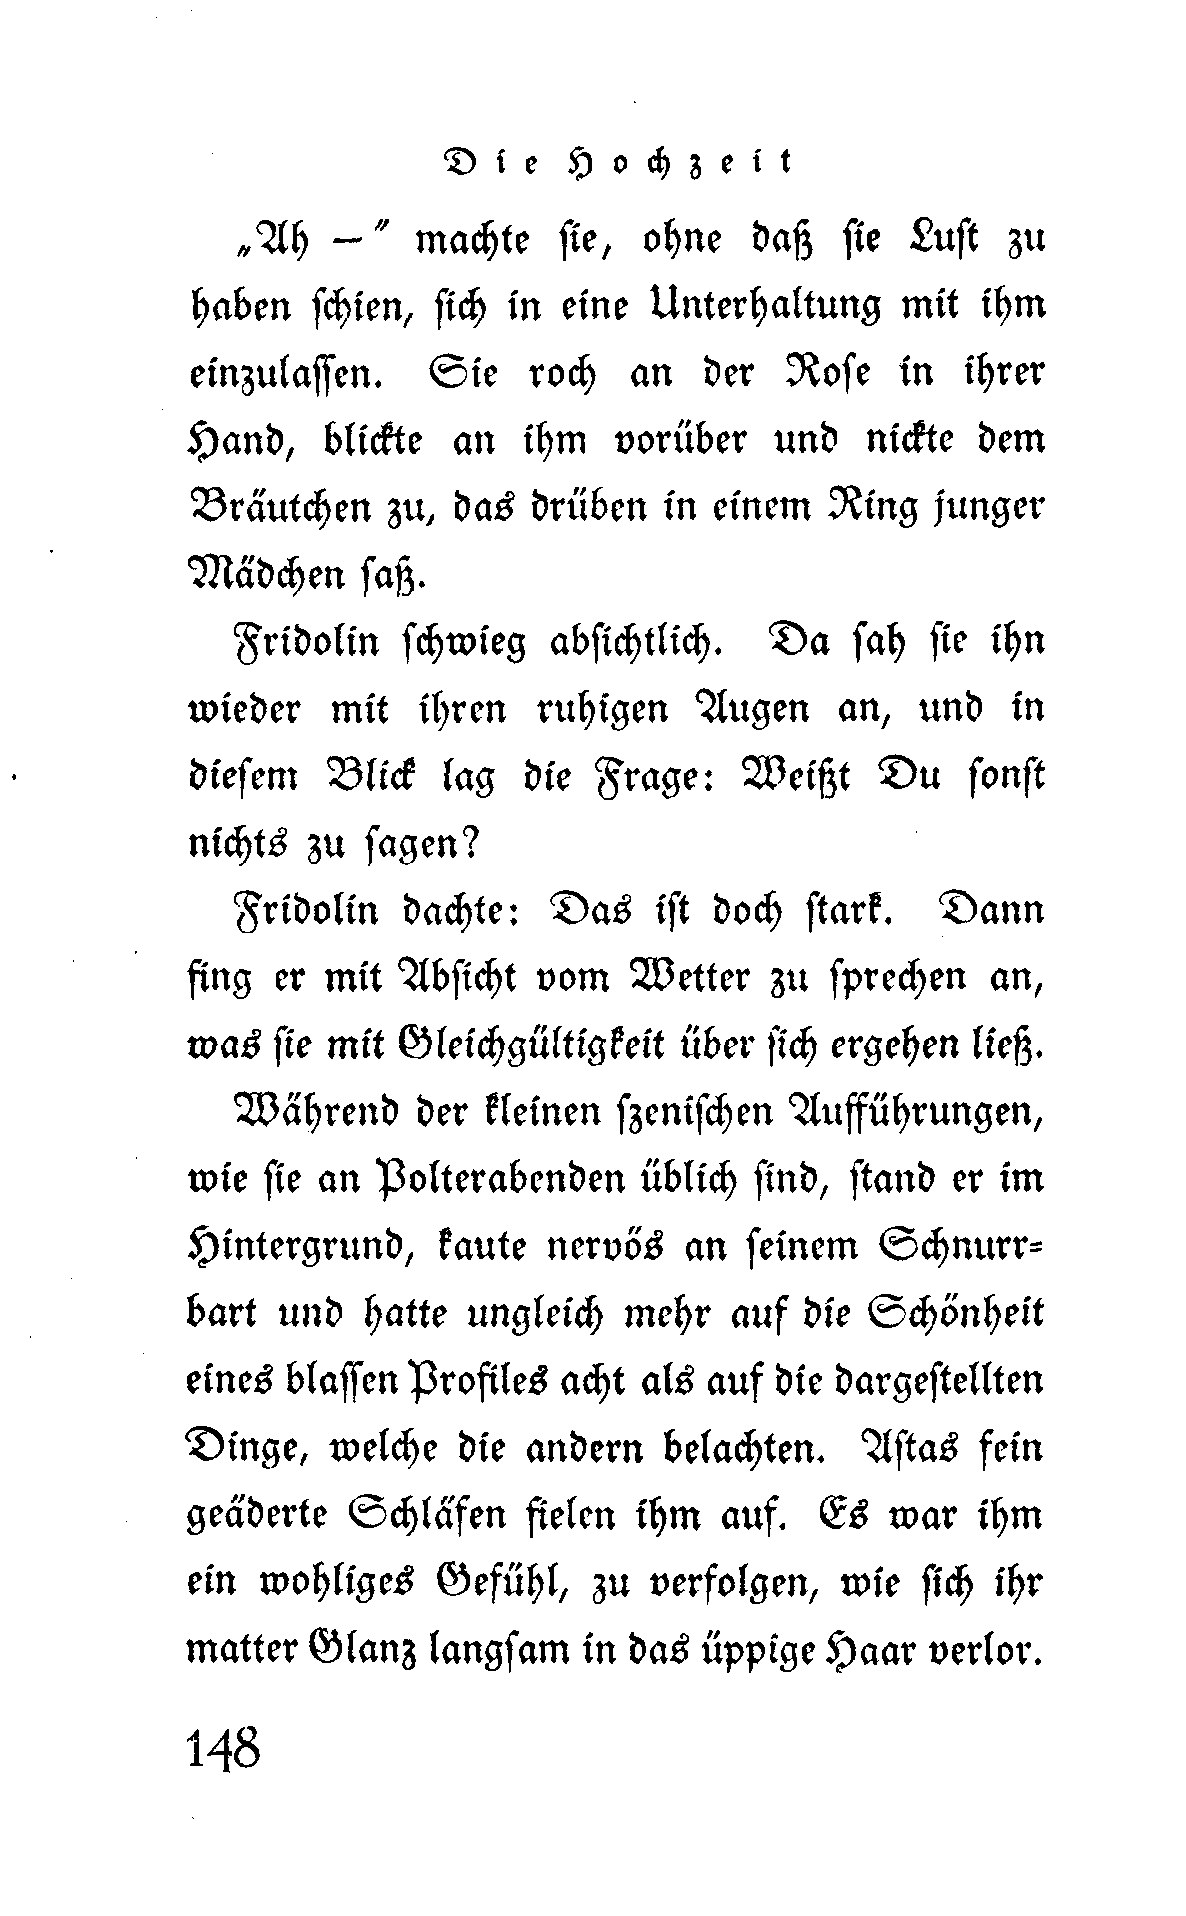 Die Hochzeit
„Ah —“ machte sie, ohne daß sie Lust zu
haben schien, sich in eine Unterhaltung mit ihm
einzulassen. Sie roch an der Rose in ihrer
Hand, blickte an ihm vorüber und nickte dem
Bräutchen zu, das drüben in einem Ring junger
Mädchen saß.
Fridolin schwieg absichtlich. Da sah sie ihn
wieder mit ihren ruhigen Augen an, und in
diesem Blick lag die Frage: Weißt Du sonst
nichts zu sagen?
Fridolin dachte: Das ist doch stark. Dann
fing er mit Absicht vom Wetter zu sprechen an,
was sie mit Gleichgültigkeit über sich ergehen ließ.
Während der kleinen szenischen Aufführungen,
wie sie an Polterabenden üblich sind, stand er im
Hintergrund, kaute nervös an seinem Schnurr=
bart und hatte ungleich mehr auf die Schönheit
eines blassen Profiles acht als auf die dargestellten
Dinge, welche die andern belachten. Astas fein
geäderte Schläfen fielen ihm auf. Es war ihm
ein wohliges Gefühl, zu verfolgen, wie sich ihr
matter Glanz langsam in das üppige Haar verlor.
148